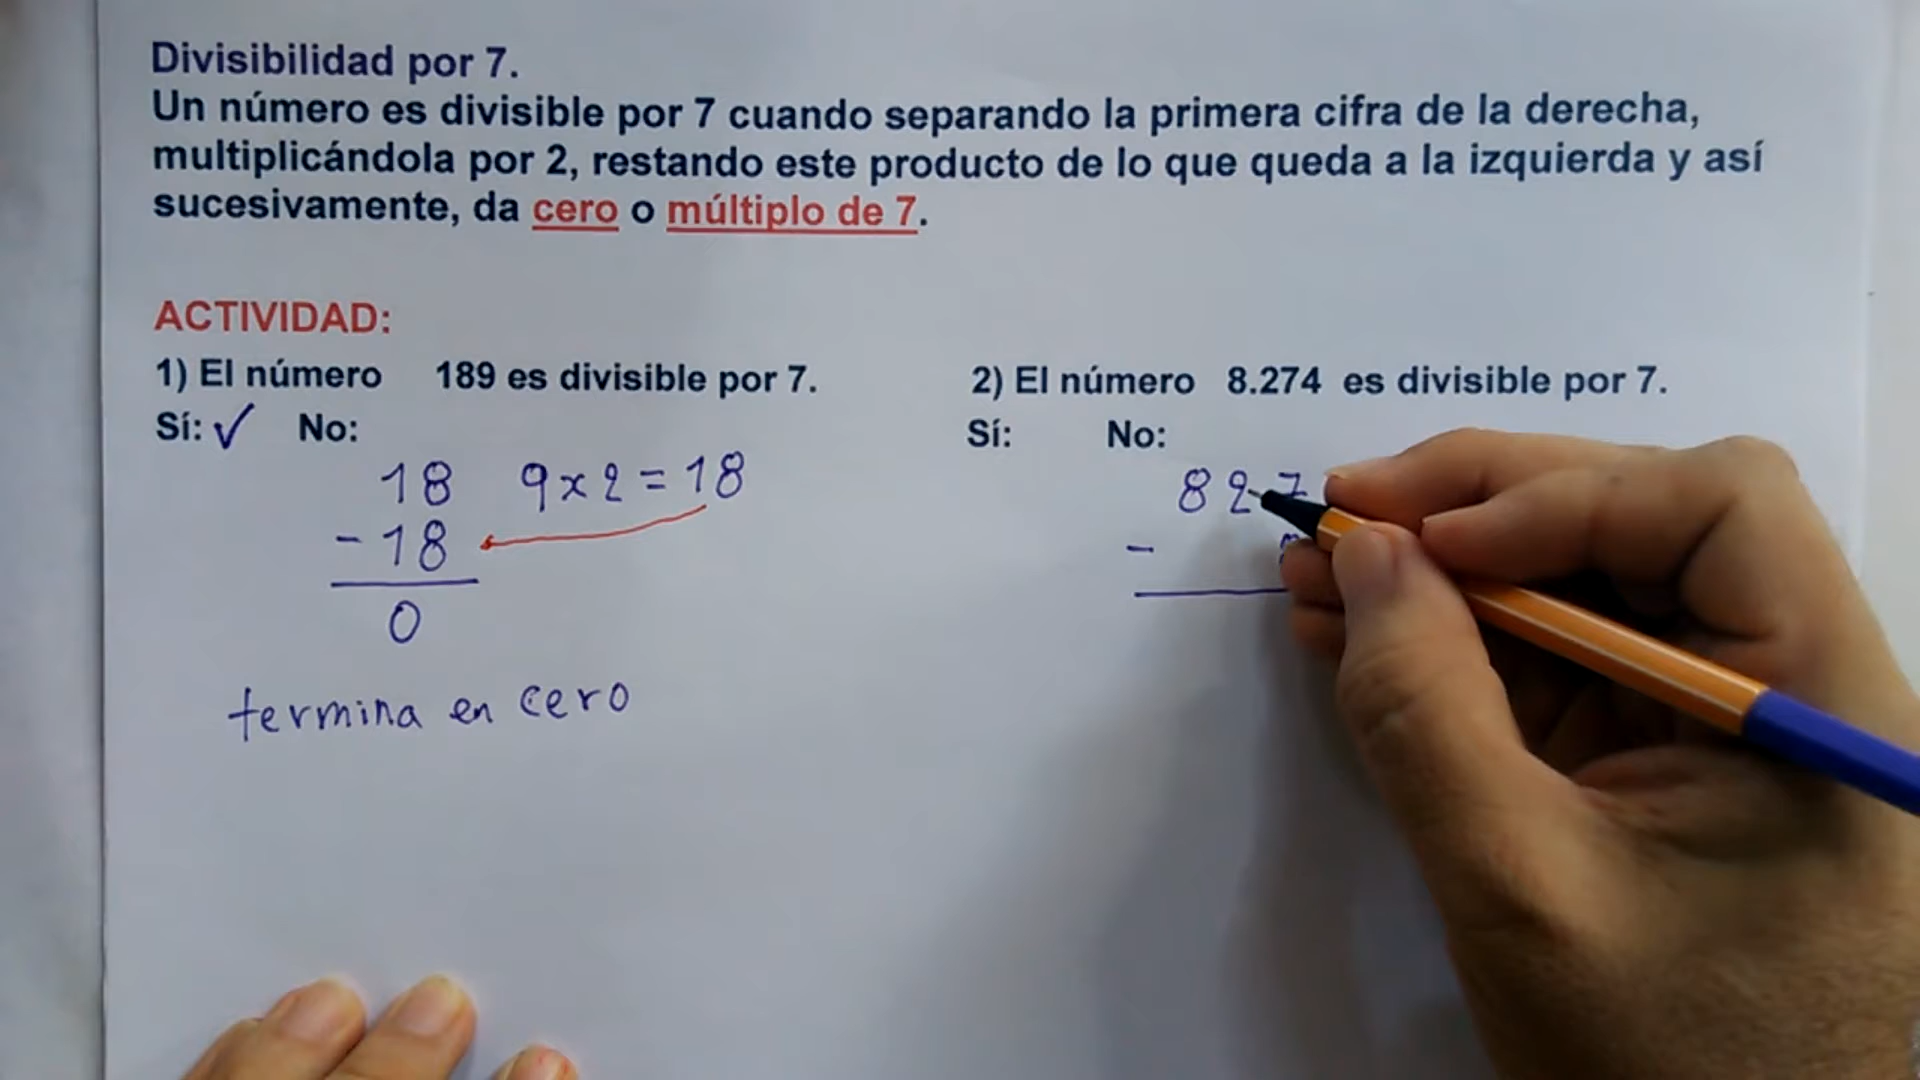 Divisibilidad por 7.
Un número es divisible por 7 cuando separando la primera cifra de la derecha,
multiplicándola por 2, restando este producto de lo que queda a la izquierda y así
sucesivamente, da cero o múltiplo de 7.
ACTIVIDAD:
1) El número 189 es divisible por 7.
Sí: ✓ No:
18 9x2=18
-18
0
termina en cero
2) El número 8.274 es divisible por 7.
Sí: No:
827
-